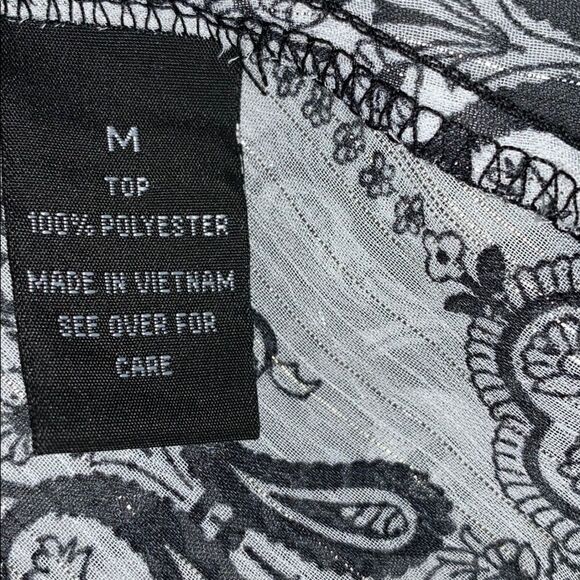 M
TOP
100% POLYESTER
MADE IN VIETNAM
SEE OVER FOR
CARE